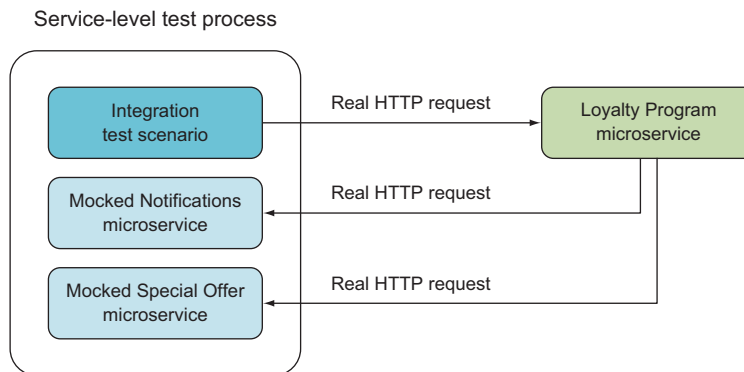 Service-level test process
Integration
test scenario
Real HTTP request
Loyalty Program
microservice
Mocked Notifications
microservice
Real HTTP request
Mocked Special Offer
microservice
Real HTTP request